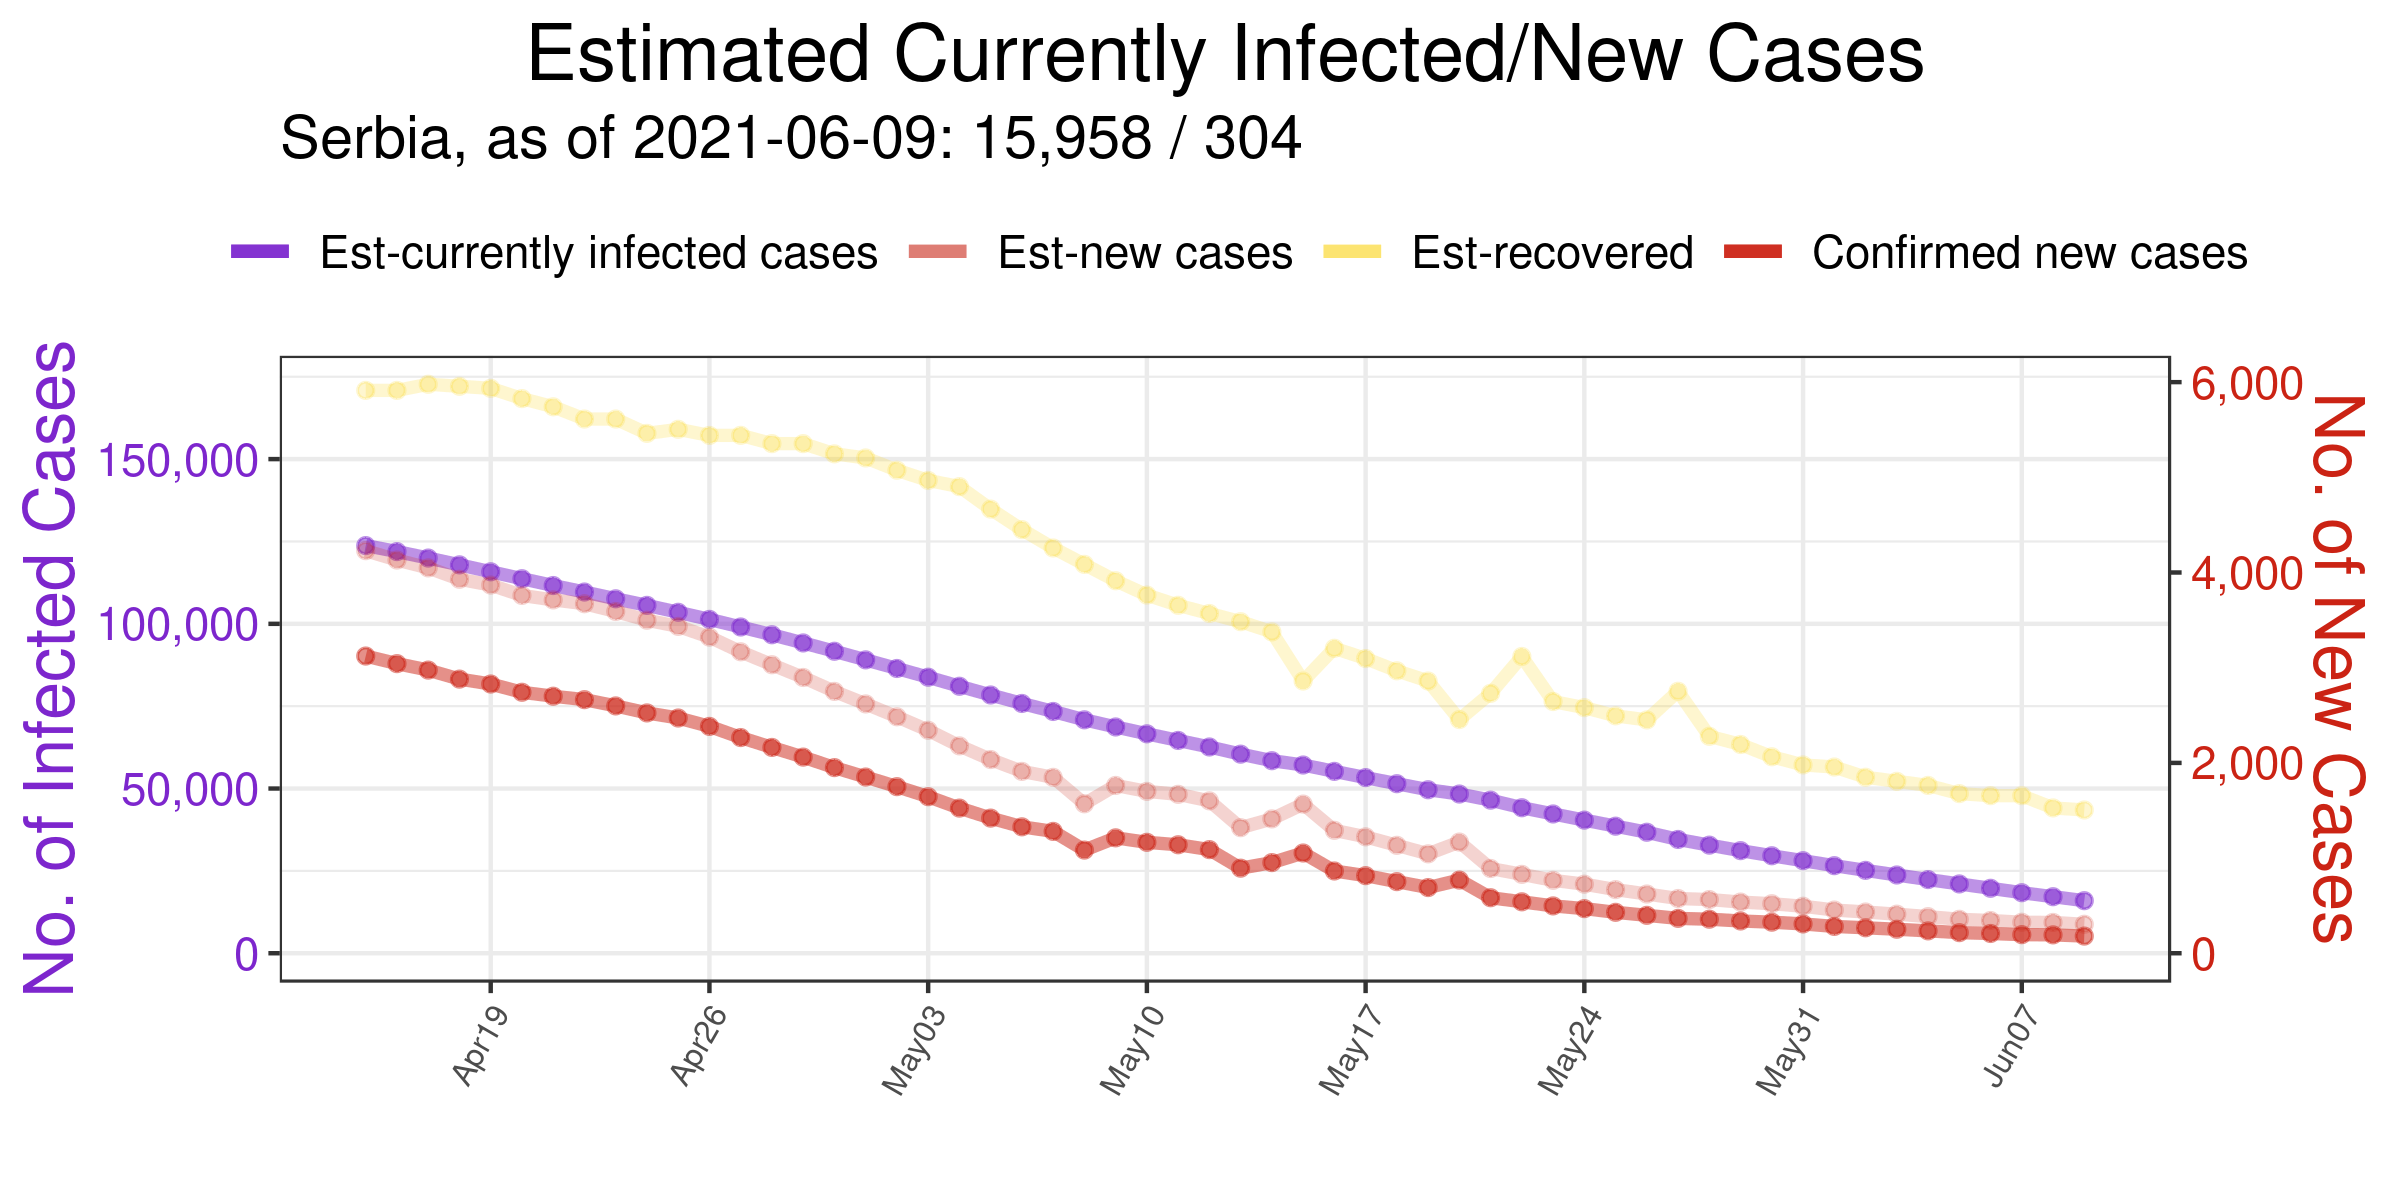 Estimated Currently Infected/New Cases
Serbia, as of 2021-06-09: 15,958 / 304
Est-currently infected cases Est-new cases Est-recovered Confirmed new cases
No. of Infected Cases
150,000
100,000
50,000
0
6,000
4,000
2,000
0
No. of New Cases
Apr19 Apr26 May03 May10 May17 May24 May31 Jun07